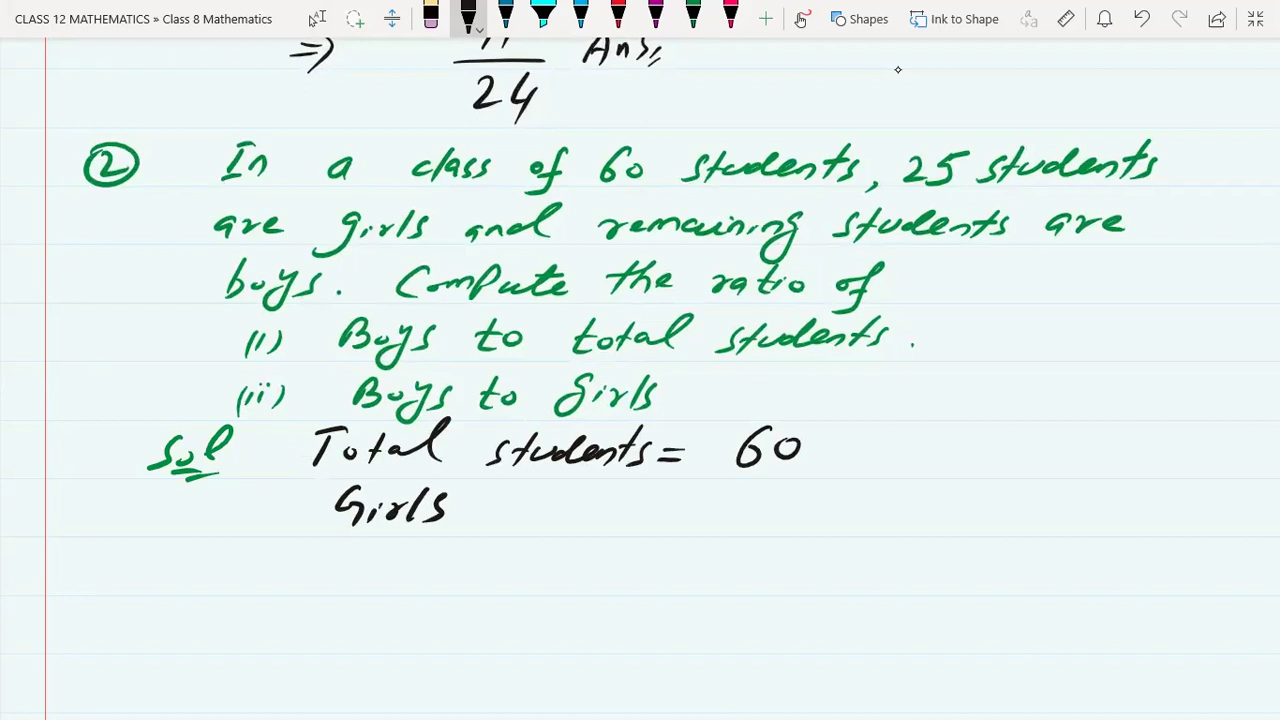 CLASS 12 MATHEMATICS » Class 8 Mathematics
Shapes
Ink to Shape
=> 24 Ans,
② In a class of 60 students, 25 students
are girls and remaining students are
boys. Compute the ratio of
(i) Boys to total students.
(ii) Boys to Girls
Sol Total students = 60
Girls